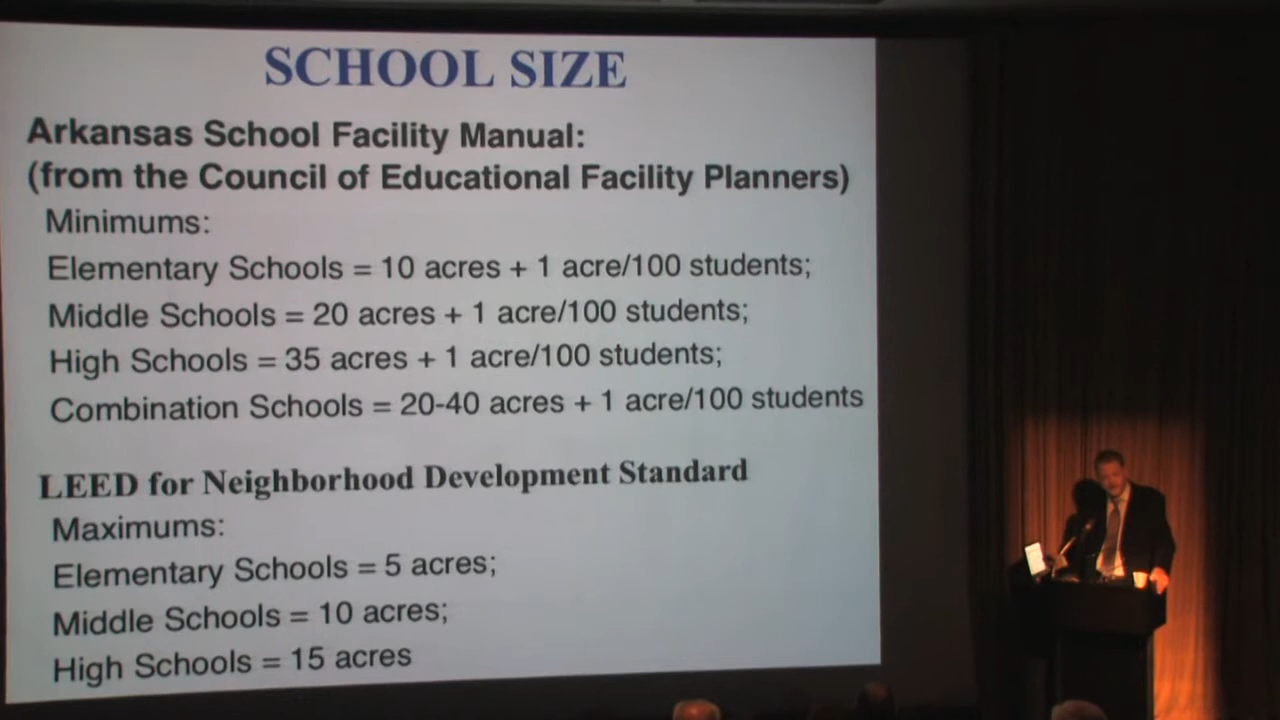 SCHOOL SIZE
Arkansas School Facility Manual:
(from the Council of Educational Facility Planners)
Minimums:
Elementary Schools = 10 acres + 1 acre/100 students;
Middle Schools = 20 acres + 1 acre/100 students;
High Schools = 35 acres + 1 acre/100 students;
Combination Schools = 20-40 acres + 1 acre/100 students
LEED for Neighborhood Development Standard
Maximums:
Elementary Schools = 5 acres;
Middle Schools = 10 acres;
High Schools = 15 acres